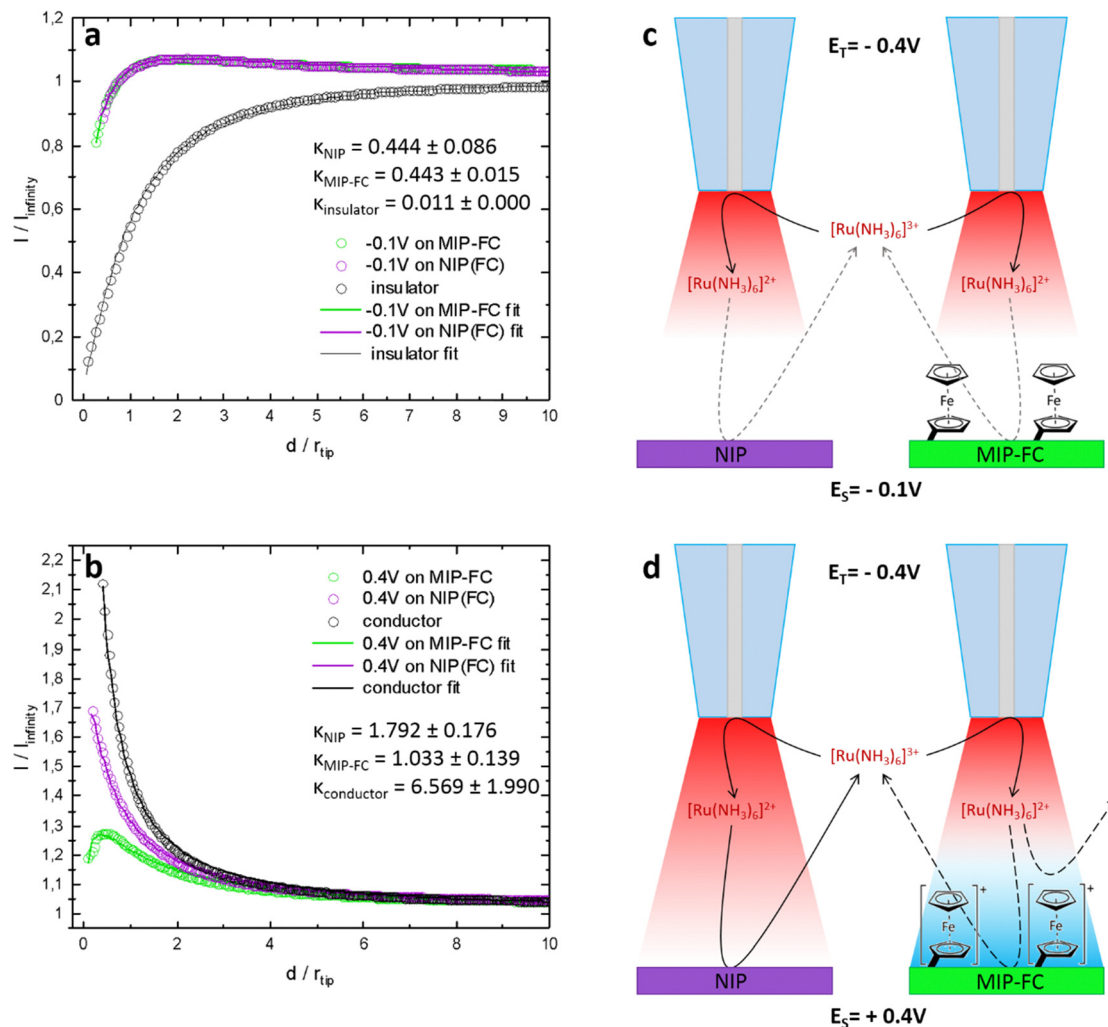 a
I / I_infinity
1,2
1
0,8
0,6
0,4
0,2
0
κ_NIP = 0.444 ± 0.086
κ_MIP-FC = 0.443 ± 0.015
κ_insulator = 0.011 ± 0.000
-0.1V on MIP-FC
-0.1V on NIP(FC)
insulator
-0.1V on MIP-FC fit
-0.1V on NIP(FC) fit
insulator fit
0 1 2 3 4 5 6 7 8 9 10
d / r_tip
b
I / I_infinity
2,2
2,1
2
1,9
1,8
1,7
1,6
1,5
1,4
1,3
1,2
1,1
1
0.4V on MIP-FC
0.4V on NIP(FC)
conductor
0.4V on MIP-FC fit
0.4V on NIP(FC) fit
conductor fit
κ_NIP = 1.792 ± 0.176
κ_MIP-FC = 1.033 ± 0.139
κ_conductor = 6.569 ± 1.990
0 2 4 6 8 10
d / r_tip
c
E_T= - 0.4V
[Ru(NH3)6]3+
[Ru(NH3)6]2+
[Ru(NH3)6]2+
Fe
Fe
NIP
MIP-FC
E_S= - 0.1V
d
E_T= - 0.4V
[Ru(NH3)6]3+
[Ru(NH3)6]2+
[Ru(NH3)6]2+
+
+
Fe
Fe
NIP
MIP-FC
E_S= + 0.4V